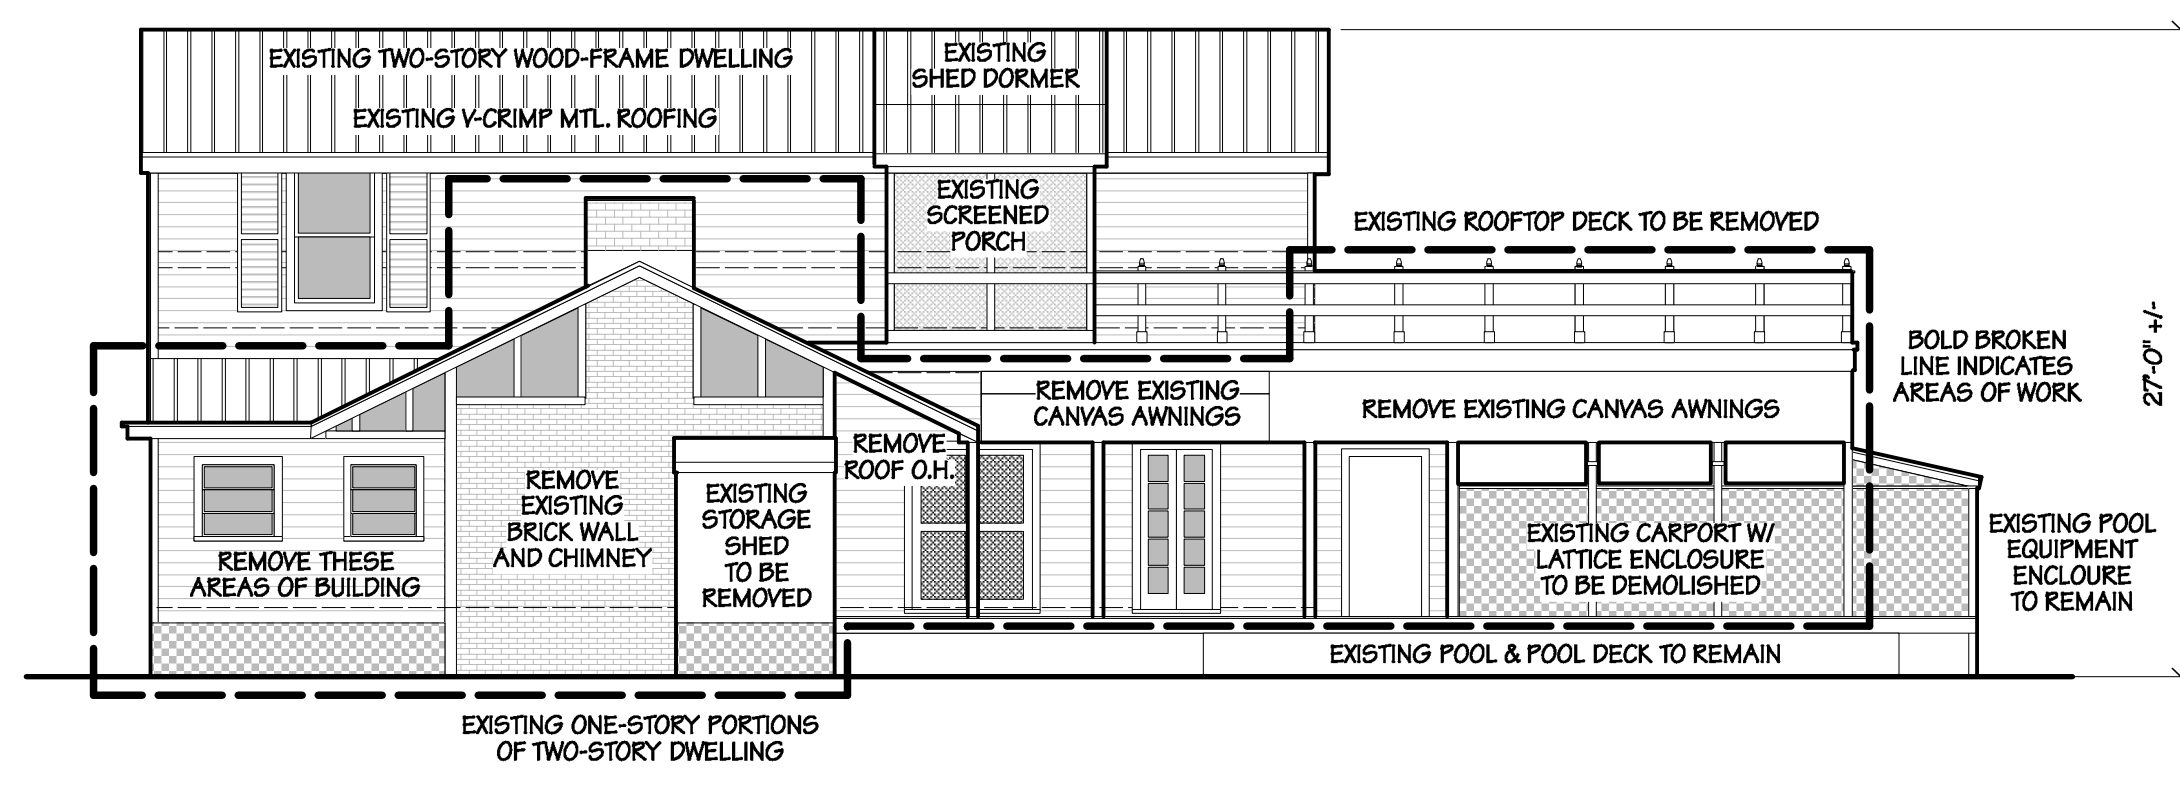 EXISTING TWO-STORY WOOD-FRAME DWELLING
EXISTING V-CRIMP MTL. ROOFING
EXISTING
SHED DORMER
EXISTING
SCREENED
PORCH
EXISTING ROOFTOP DECK TO BE REMOVED
BOLD BROKEN
LINE INDICATES
AREAS OF WORK
27'-0" +/-
REMOVE EXISTING
CANVAS AWNINGS
REMOVE EXISTING CANVAS AWNINGS
REMOVE
ROOF O.H.
REMOVE
EXISTING
BRICK WALL
AND CHIMNEY
EXISTING
STORAGE
SHED
TO BE
REMOVED
REMOVE THESE
AREAS OF BUILDING
EXISTING CARPORT W/
LATTICE ENCLOSURE
TO BE DEMOLISHED
EXISTING POOL
EQUIPMENT
ENCLOURE
TO REMAIN
EXISTING POOL & POOL DECK TO REMAIN
EXISTING ONE-STORY PORTIONS
OF TWO-STORY DWELLING